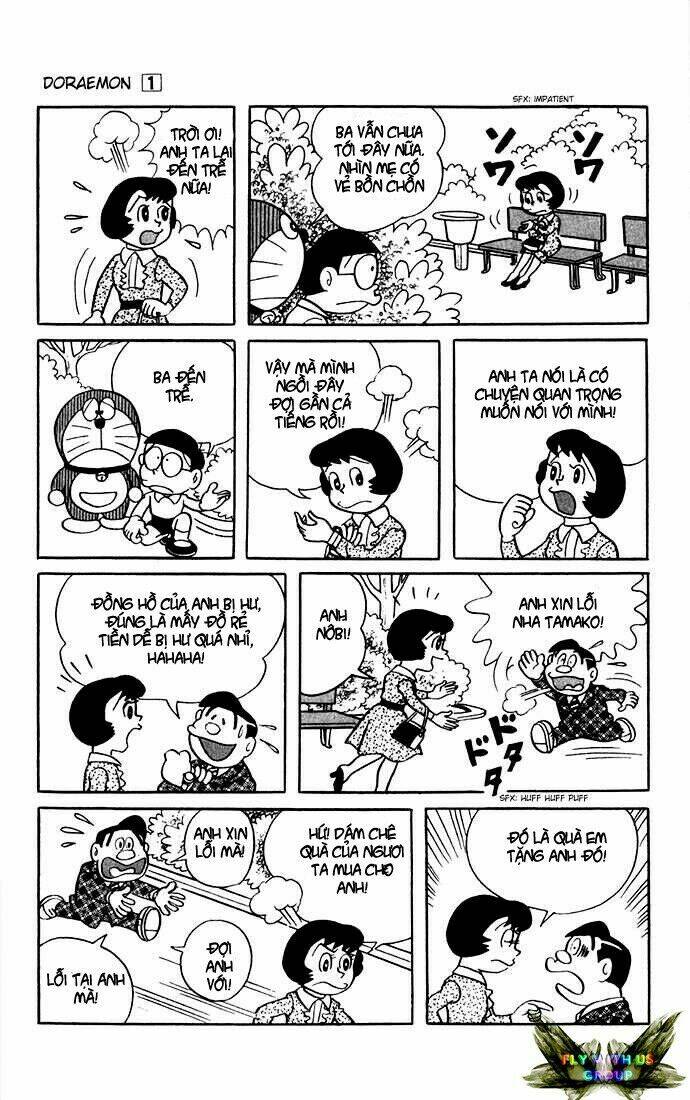 DORAEMON 1
SFX: IMPATIENT
BA VẪN CHƯA
TỚI ĐÂY NỮA.
NHÌN MẸ CÓ
VẺ BỒN CHỒN
ソワ
ソワ
TRỜI ƠI!
ANH TA LẠI
ĐẾN TRỄ
NỮA!
ANH TA NÓI LÀ CÓ
CHUYỆN QUAN TRỌNG
MUỐN NÓI VỚI MÌNH!
VẬY MÀ MÌNH
NGỒI ĐÂY
ĐỢI GẦN CẢ
TIẾNG RỒI!
BA ĐẾN
TRỄ.
ANH XIN LỖI
NHA TAMAKO!
ANH
NÔBI!
ドタ
ドタ
SFX: HUFF HUFF PUFF
ĐỒNG HỒ CỦA ANH BỊ HƯ,
ĐÚNG LÀ MẤY ĐỒ RẺ
TIỀN DỄ BỊ HƯ QUÁ NHỈ,
HAHAHA!
ĐÓ LÀ QUÀ EM
TẶNG ANH ĐÓ!
HỨ! DÁM CHÊ
QUÀ CỦA NGƯƠI
TA MUA CHO
ANH!
ANH XIN
LỖI MÀ!
ĐỢI
ANH
VỚI!
LỖI TẠI ANH
MÀ!
FLY WITH US
GROUP